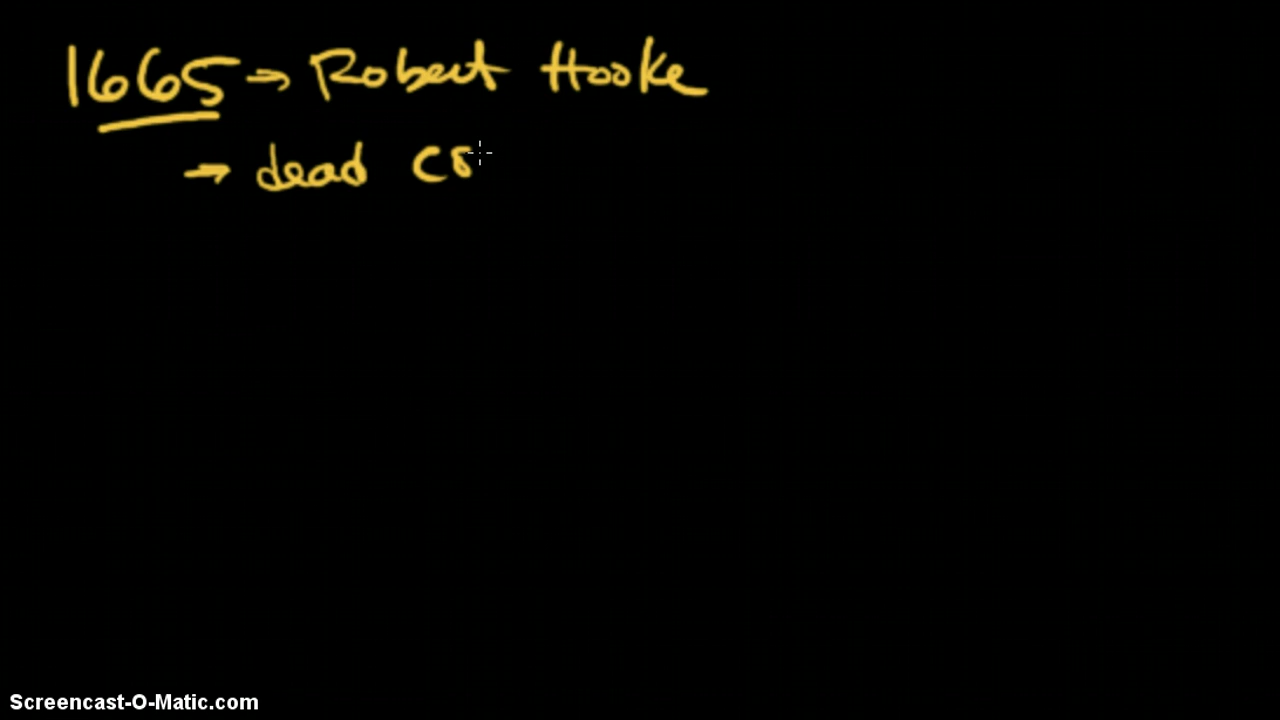 1665 → Robert Hooke
→ dead
Screencast-O-Matic.com